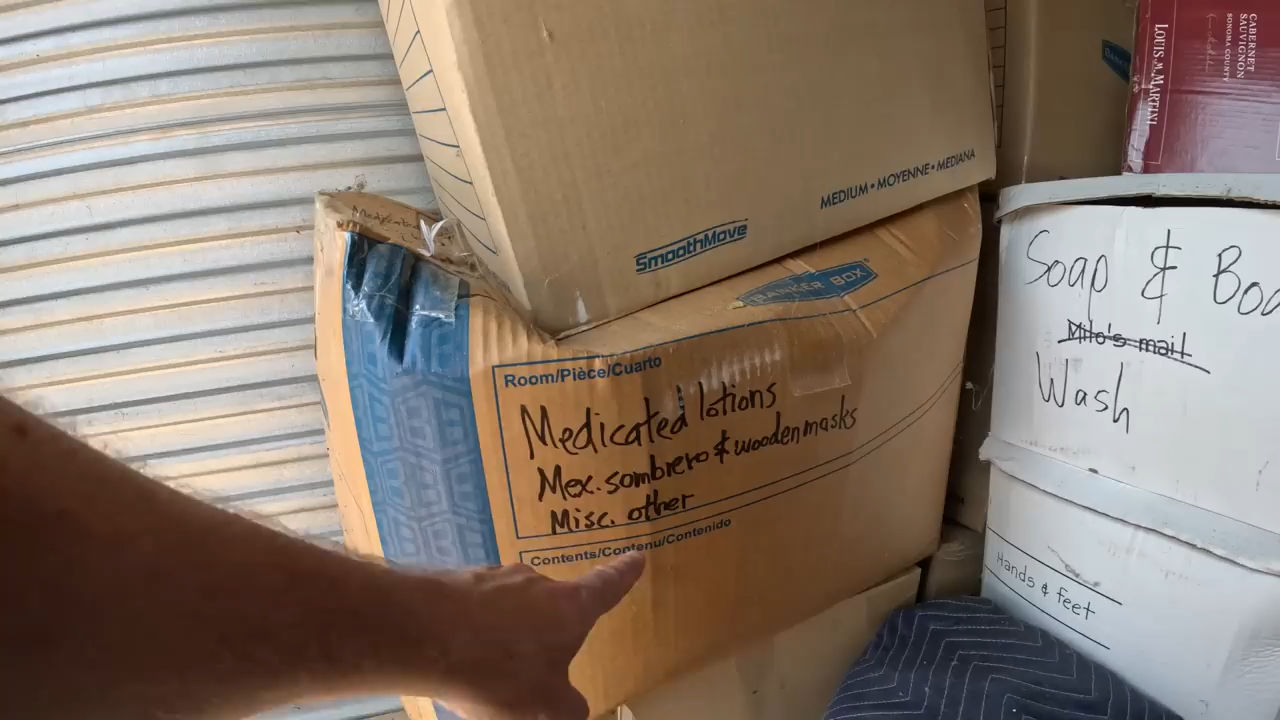 MEDIUM • MOYENNE • MEDIANA
SmoothMove
BANKER BOX
Room/Pièce/Cuarto
Medicated lotions
Mex. sombrero & wooden masks
Misc. other
Contents/Contenu/Contenido
LOUIS M. MARTINI
CABERNET
SAUVIGNON
SONOMA COUNTY
Soap & Bod
Milo's mail
Wash
Hands & feet